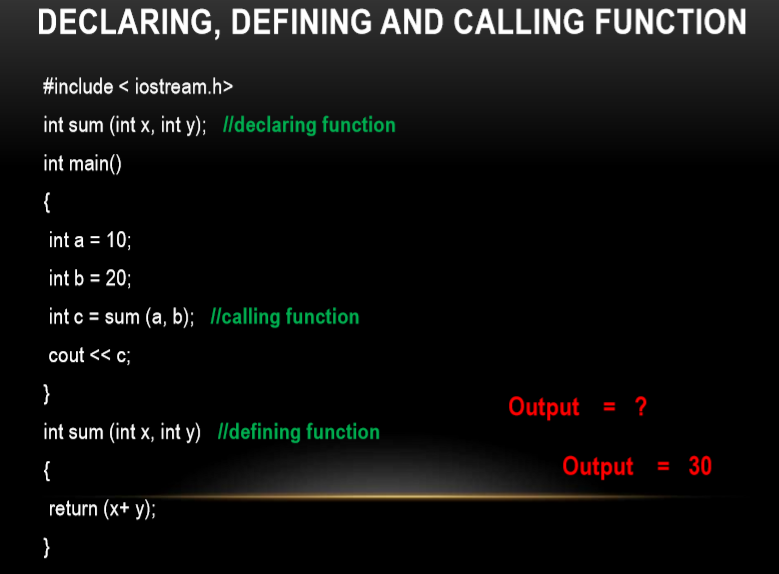 DECLARING, DEFINING AND CALLING FUNCTION
#include < iostream.h>
int sum (int x, int y); //declaring function
int main()
{
int a = 10;
int b = 20;
int c = sum (a, b); //calling function
cout << c;
}
int sum (int x, int y) //defining function
{
return (x+ y);
}
Output = ?
Output = 30